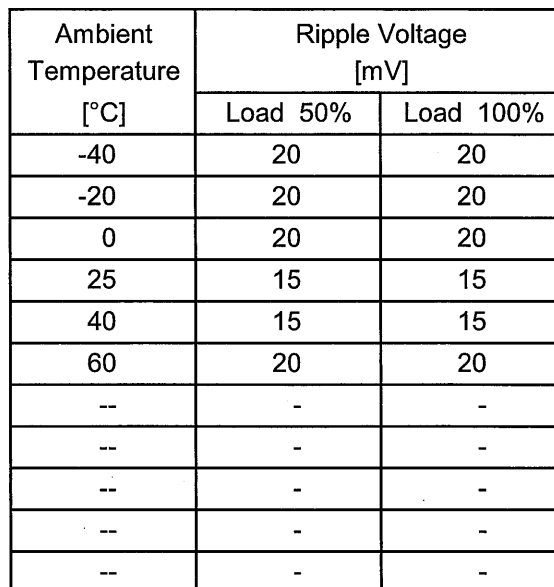 Ambient Temperature [°C] Ripple Voltage [mV]
Load 50% Load 100%
-40 20 20
-20 20 20
0 20 20
25 15 15
40 15 15
60 20 20
-- - -
-- - -
-- - -
-- - -
-- - -